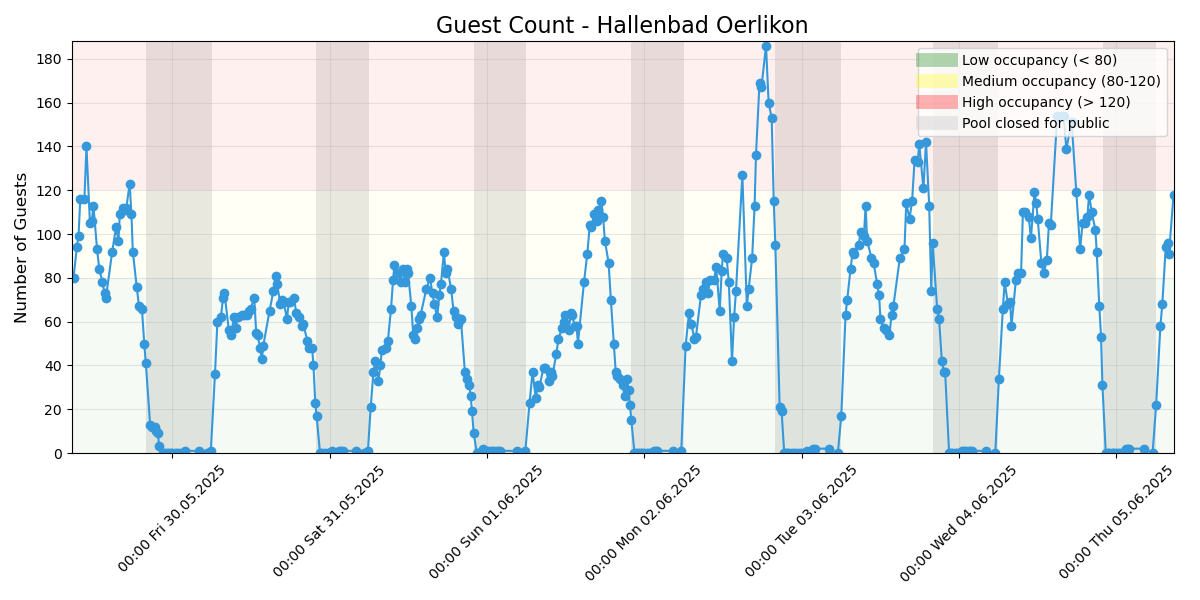 Guest Count - Hallenbad Oerlikon
Number of Guests
180
160
140
120
100
80
60
40
20
0
Low occupancy (< 80)
Medium occupancy (80-120)
High occupancy (> 120)
Pool closed for public
00:00 Fri 30.05.2025
00:00 Sat 31.05.2025
00:00 Sun 01.06.2025
00:00 Mon 02.06.2025
00:00 Tue 03.06.2025
00:00 Wed 04.06.2025
00:00 Thu 05.06.2025